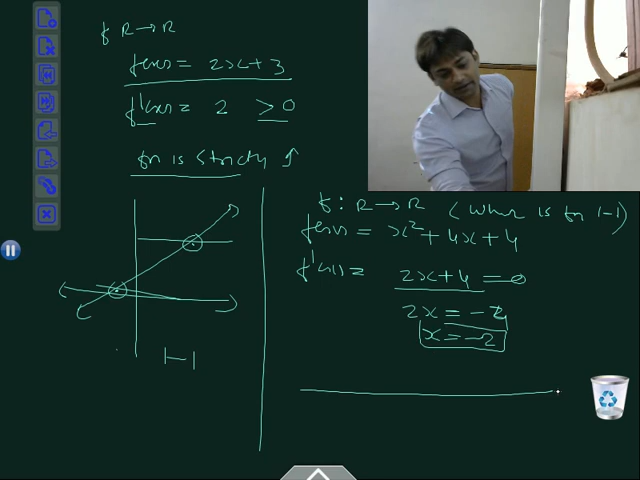 f R→R
f(x) = 2x+3
f'(x) = 2 > 0
fn is strictly ↑
1-1
f : R→R (When is fn 1-1)
f(x) = x² + 4x + 4
f'(x) = 2x+4 = 0
2x = -4
x = -2